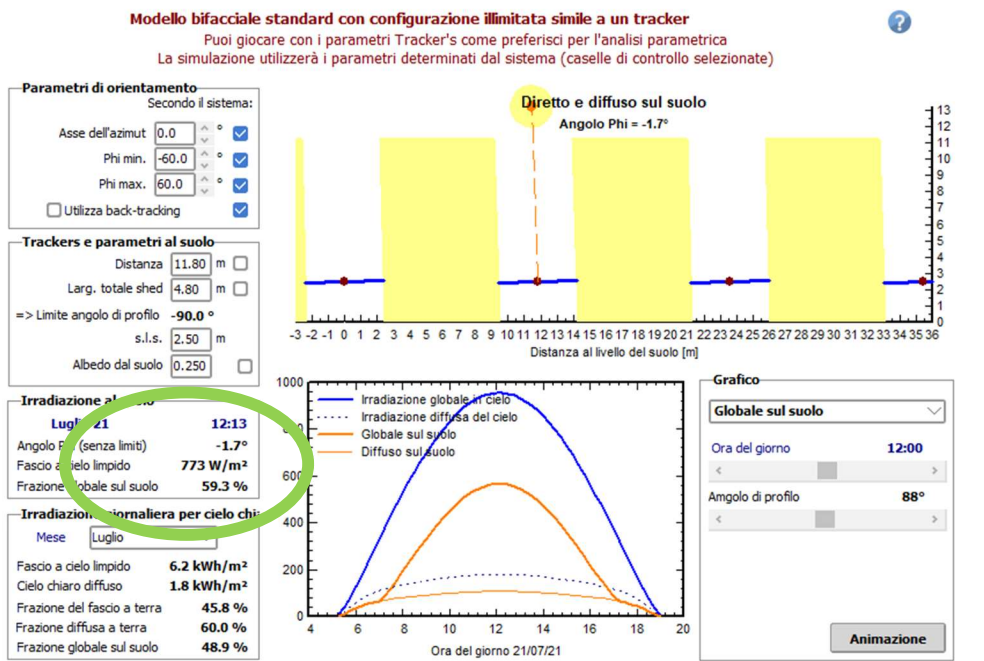 Modello bifacciale standard con configurazione illimitata simile a un tracker
Puoi giocare con i parametri Tracker's come preferisci per l'analisi parametrica
La simulazione utilizzerà i parametri determinati dal sistema (caselle di controllo selezionate)
?
Parametri di orientamento
Secondo il sistema:
Asse dell'azimut 0.0 °
Phi min. -60.0 °
Phi max. 60.0 °
Utilizza back-tracking
Trackers e parametri al suolo
Distanza 11.80 m
Larg. totale shed 4.80 m
=> Limite angolo di profilo -90.0 °
s.l.s. 2.50 m
Albedo dal suolo 0.250
Irradiazione al
Luglio 21 12:13
Angolo (senza limiti) -1.7°
Fascio a cielo limpido 773 W/m²
Frazione globale sul suolo 59.3 %
Irradiazione giornaliera per cielo chi
Mese Luglio
Fascio a cielo limpido 6.2 kWh/m²
Cielo chiaro diffuso 1.8 kWh/m²
Frazione del fascio a terra 45.8 %
Frazione diffusa a terra 60.0 %
Frazione globale sul suolo 48.9 %
Diretto e diffuso sul suolo
Angolo Phi = -1.7°
13
12
11
10
9
8
7
6
5
4
3
2
1
0
-3 -2 -1 0 1 2 3 4 5 6 7 8 9 10 11 12 13 14 15 16 17 18 19 20 21 22 23 24 25 26 27 28 29 30 31 32 33 34 35 36
Distanza al livello del suolo [m]
Irradiazione globale in cielo
Irradiazione diffusa del cielo
Globale sul suolo
Diffuso sul suolo
1000
600
400
200
0
4 6 8 10 12 14 16 18 20
Ora del giorno 21/07/21
Grafico
Globale sul suolo
Ora del giorno 12:00
Amgolo di profilo 88°
Animazione